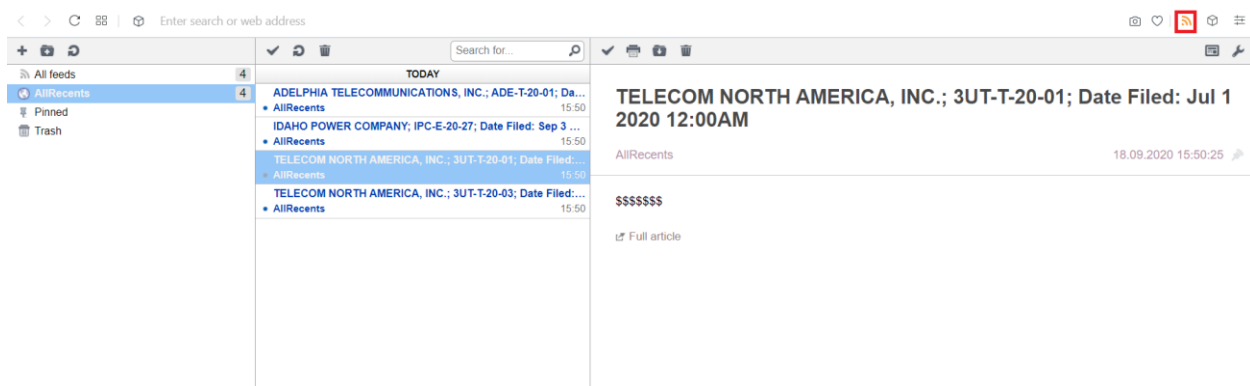 Enter search or web address
Search for...
All feeds 4
AllRecents 4
Pinned
Trash
TODAY
ADELPHIA TELECOMMUNICATIONS, INC.; ADE-T-20-01; Da...
AllRecents 15:50
IDAHO POWER COMPANY; IPC-E-20-27; Date Filed: Sep 3 ...
AllRecents 15:50
TELECOM NORTH AMERICA, INC.; 3UT-T-20-01; Date Filed:...
AllRecents 15:50
TELECOM NORTH AMERICA, INC.; 3UT-T-20-03; Date Filed:...
AllRecents 15:50
TELECOM NORTH AMERICA, INC.; 3UT-T-20-01; Date Filed: Jul 1
2020 12:00AM
AllRecents 18.09.2020 15:50:25
$$$$$$$
Full article